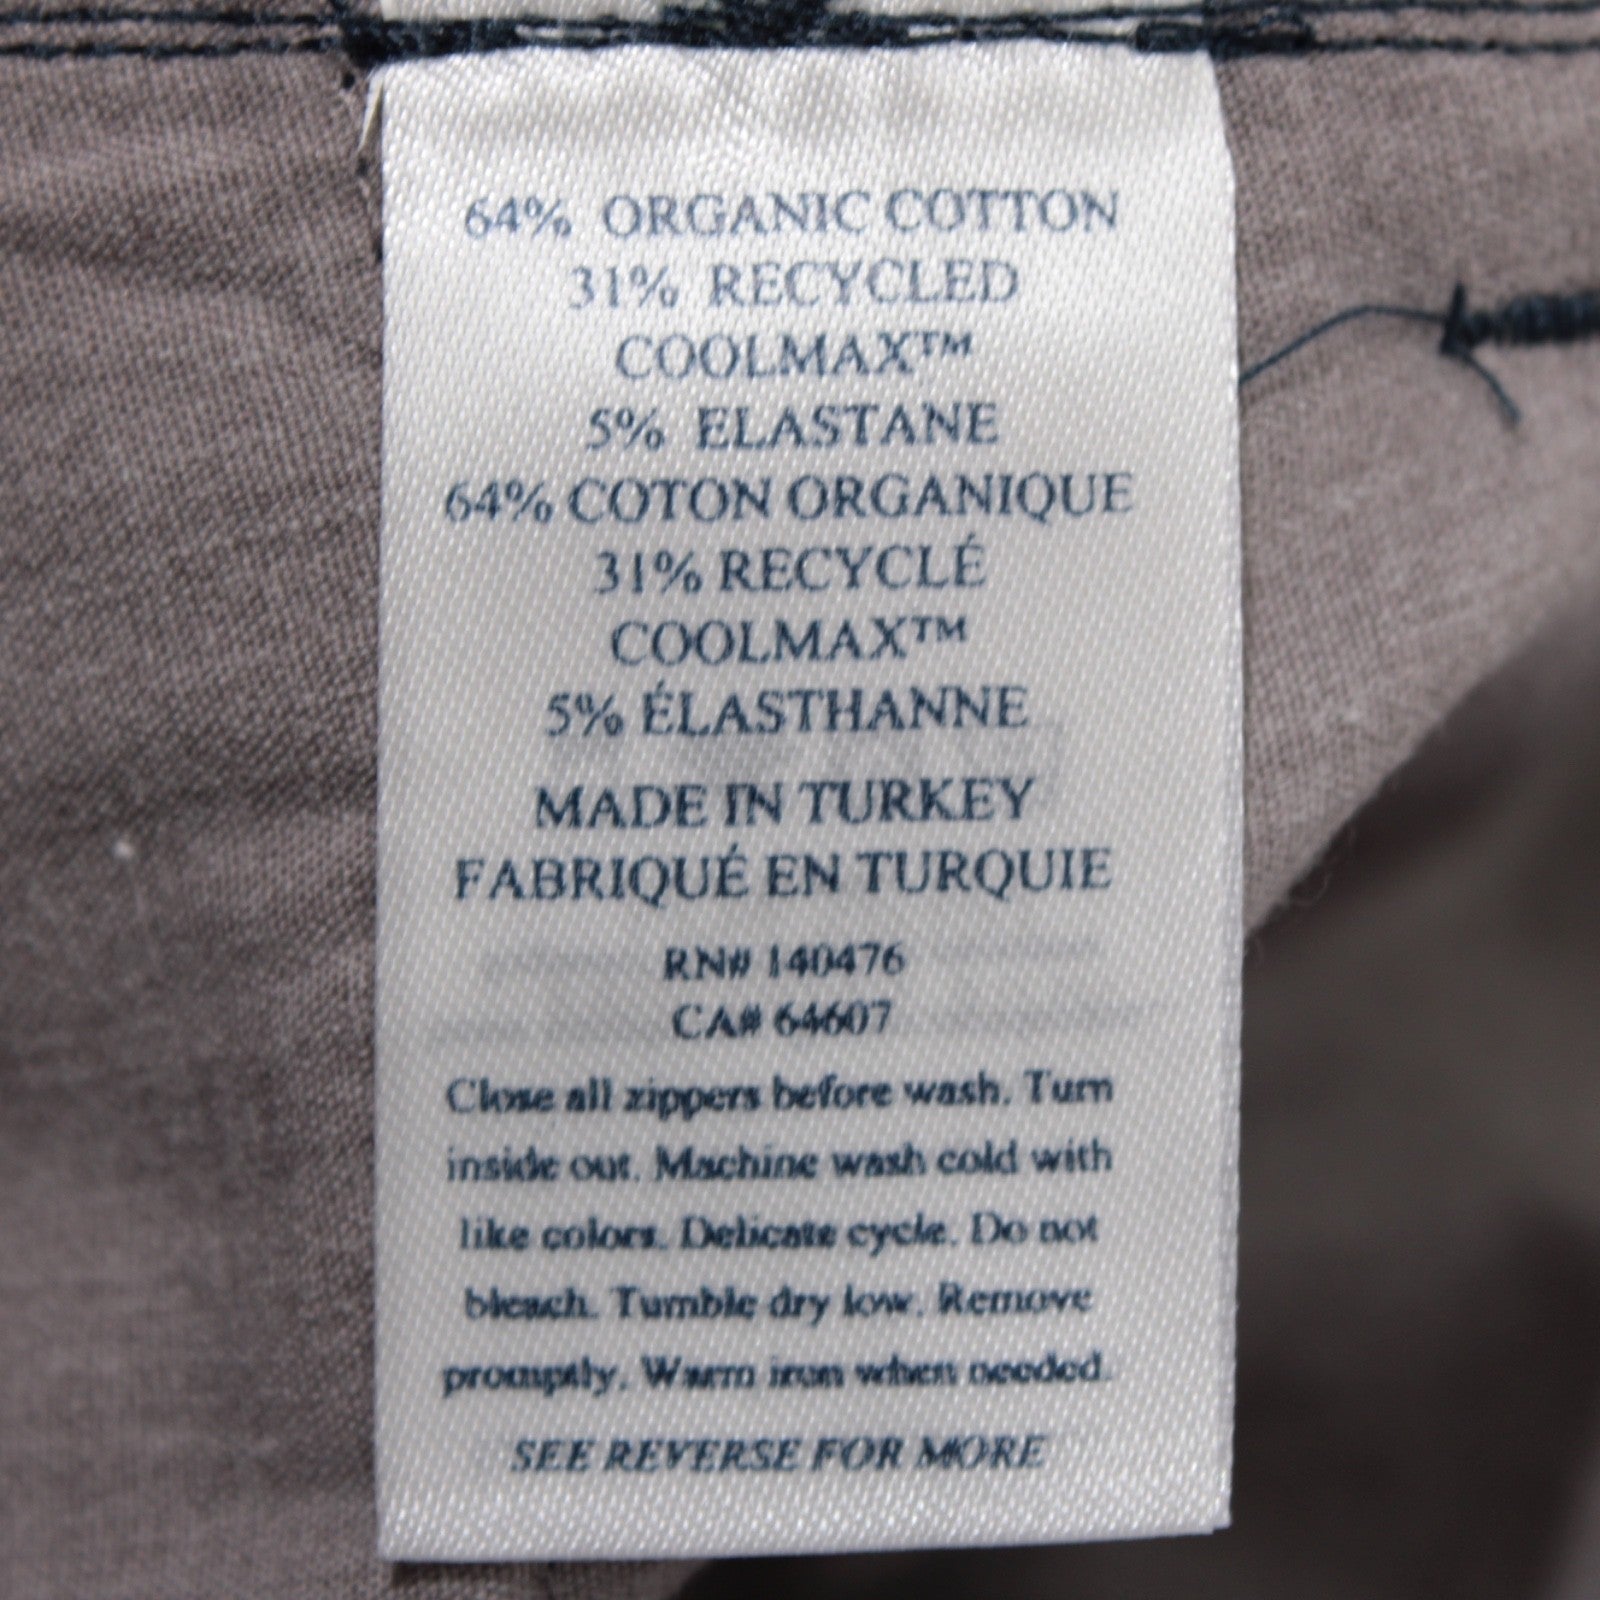 64% ORGANIC COTTON
31% RECYCLED
COOLMAX™
5% ELASTANE
64% COTON ORGANIQUE
31% RECYCLÉ
COOLMAX™
5% ÉLASTHANNE
MADE IN TURKEY
FABRIQUÉ EN TURQUIE
RN# 140476
CA# 64607
Close all zippers before wash. Turn
inside out. Machine wash cold with
like colors. Delicate cycle. Do not
bleach. Tumble dry low. Remove
promptly. Warm iron when needed.
SEE REVERSE FOR MORE